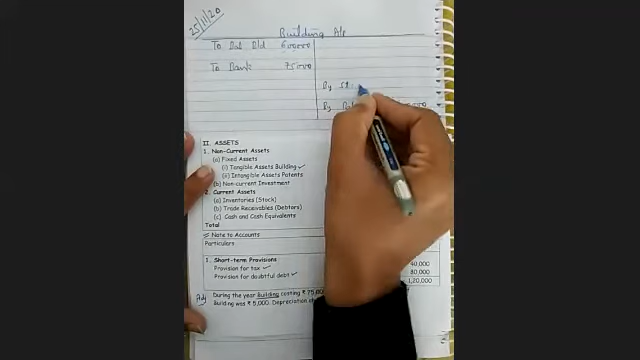 25/11/20
Building A/c
To Bal B/d 600000
To Bank 75000
By
By Bal
II. ASSETS
1. Non-Current Assets
(a) Fixed Assets
(i) Tangible Assets Building
(ii) Intangible Assets Patents
(b) Non-current Investment
2. Current Assets
(a) Inventories (Stock)
(b) Trade Receivables (Debtors)
(c) Cash and Cash Equivalents
Total
Note to Accounts
Particulars
1. Short-term Provisions
Provision for tax 40,000
Provision for doubtful debt 80,000
1,20,000
Adj During the year Building costing ₹ 75,000
Building was ₹ 5,000. Depreciation